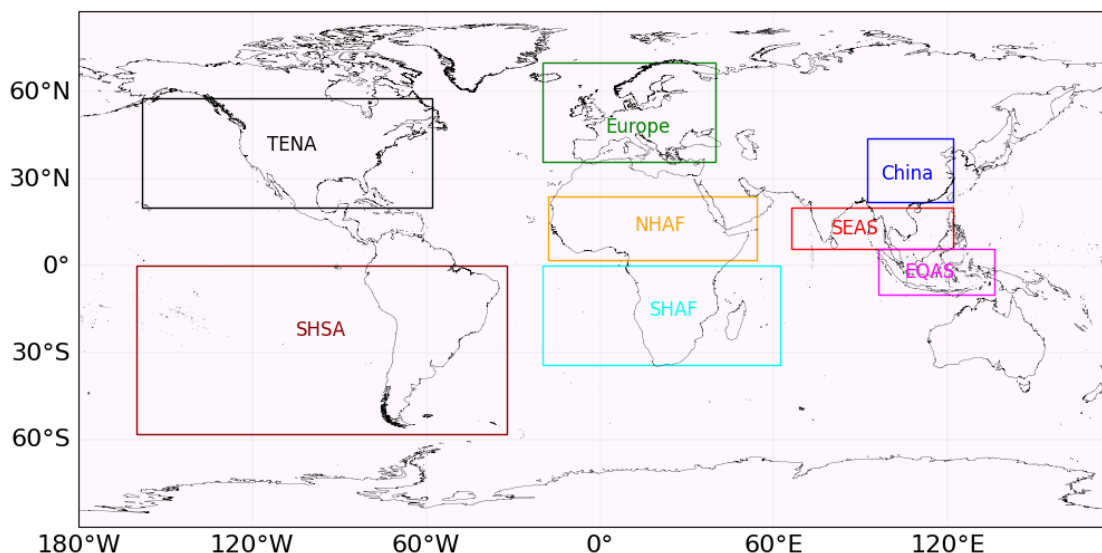 60°N
Europe
TENA
30°N
China
NHAF
SEAS
0°
EQAS
SHAF
SHSA
30°S
60°S
180°W
120°W
60°W
0°
60°E
120°E